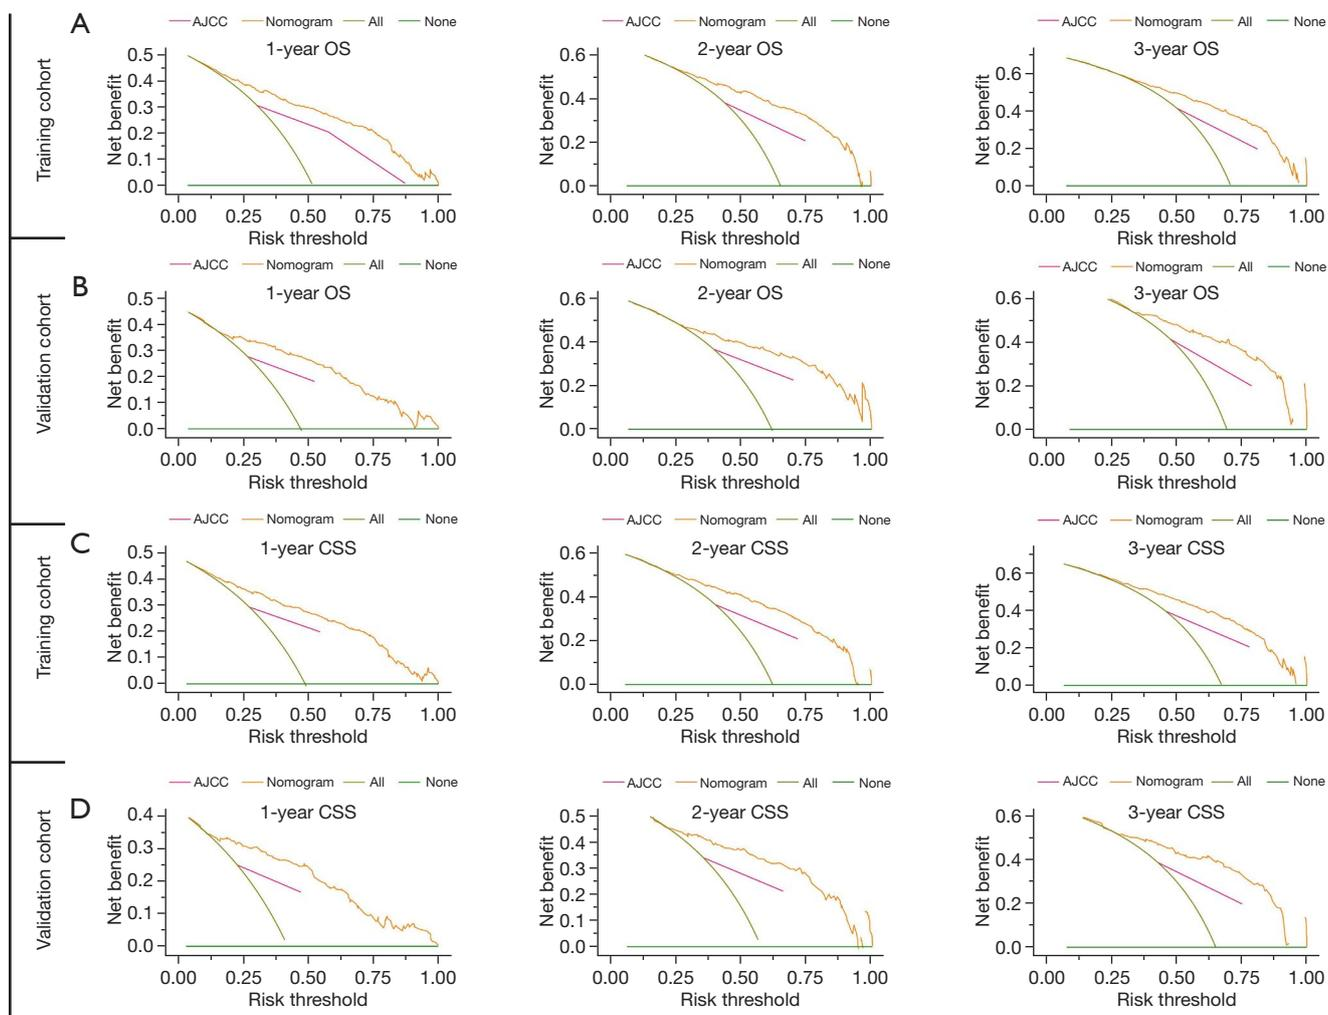 A
Training cohort
AJCC Nomogram All None
1-year OS
Net benefit
0.5
0.4
0.3
0.2
0.1
0.0
0.00 0.25 0.50 0.75 1.00
Risk threshold
AJCC Nomogram All None
2-year OS
Net benefit
0.6
0.4
0.2
0.0
0.00 0.25 0.50 0.75 1.00
Risk threshold
AJCC Nomogram All None
3-year OS
Net benefit
0.6
0.4
0.2
0.0
0.00 0.25 0.50 0.75 1.00
Risk threshold
B
Validation cohort
AJCC Nomogram All None
1-year OS
Net benefit
0.5
0.4
0.3
0.2
0.1
0.0
0.00 0.25 0.50 0.75 1.00
Risk threshold
AJCC Nomogram All None
2-year OS
Net benefit
0.6
0.4
0.2
0.0
0.00 0.25 0.50 0.75 1.00
Risk threshold
AJCC Nomogram All None
3-year OS
Net benefit
0.6
0.4
0.2
0.0
0.00 0.25 0.50 0.75 1.00
Risk threshold
C
Training cohort
AJCC Nomogram All None
1-year CSS
Net benefit
0.5
0.4
0.3
0.2
0.1
0.0
0.00 0.25 0.50 0.75 1.00
Risk threshold
AJCC Nomogram All None
2-year CSS
Net benefit
0.6
0.4
0.2
0.0
0.00 0.25 0.50 0.75 1.00
Risk threshold
AJCC Nomogram All None
3-year CSS
Net benefit
0.6
0.4
0.2
0.0
0.00 0.25 0.50 0.75 1.00
Risk threshold
D
Validation cohort
AJCC Nomogram All None
1-year CSS
Net benefit
0.4
0.3
0.2
0.1
0.0
0.00 0.25 0.50 0.75 1.00
Risk threshold
AJCC Nomogram All None
2-year CSS
Net benefit
0.5
0.4
0.3
0.2
0.1
0.0
0.00 0.25 0.50 0.75 1.00
Risk threshold
AJCC Nomogram All None
3-year CSS
Net benefit
0.6
0.4
0.2
0.0
0.00 0.25 0.50 0.75 1.00
Risk threshold